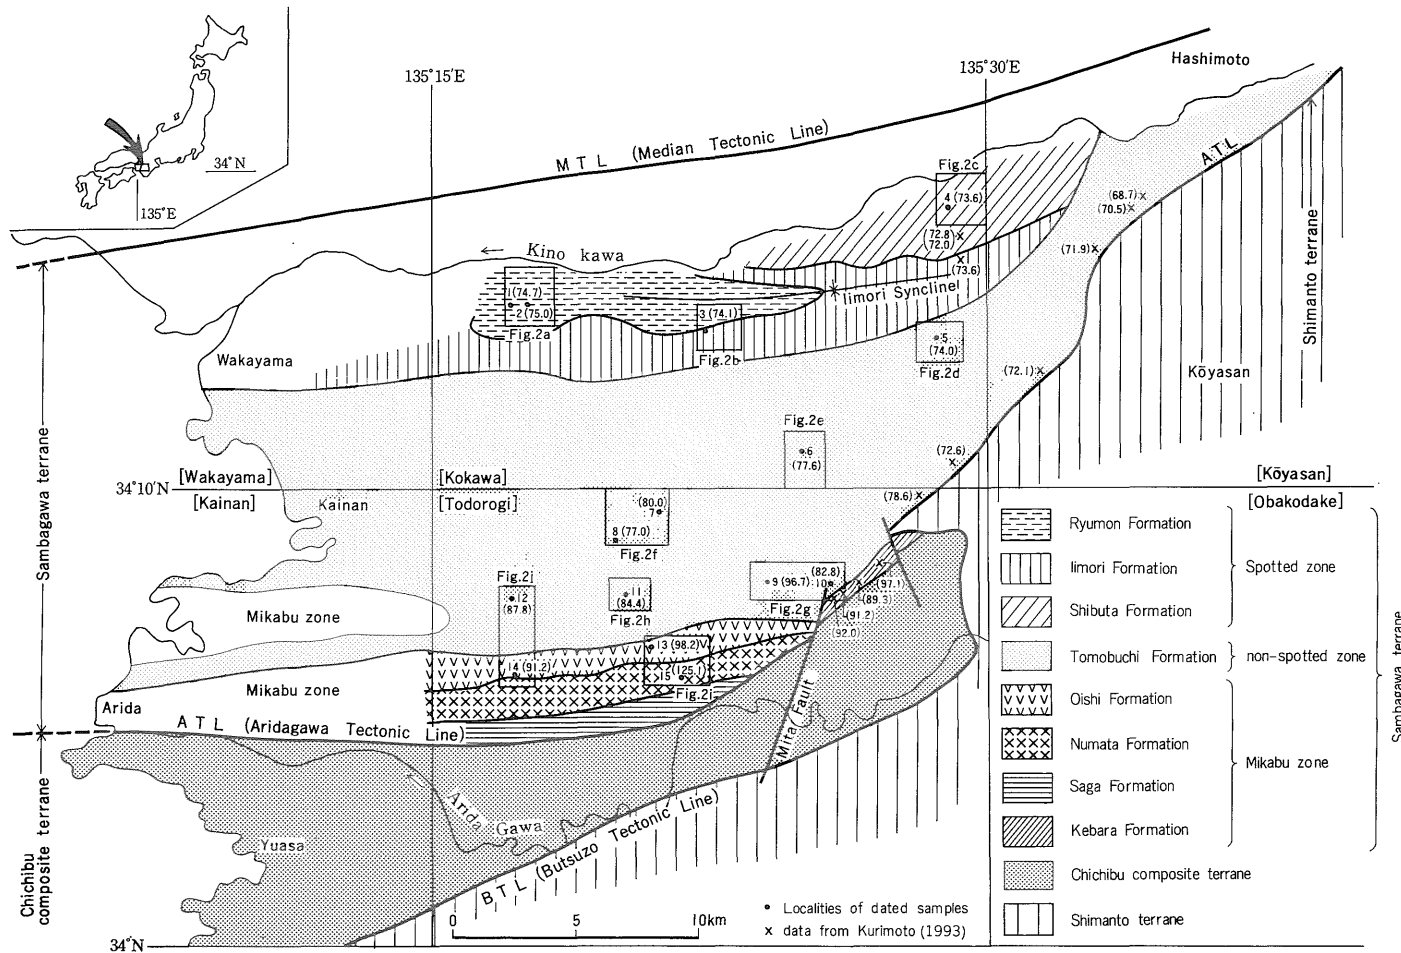 34°N
135°E
135°15′E
135°30′E
Hashimoto
MTL (Median Tectonic Line)
ATL
Fig.2c
4 (73.6)
(72.8)
72.0)
(73.6)
(68.7)
(70.5)
(71.9)
Kino kawa
1(74.7)
2 (75.0)
Fig.2a
3 (74.1)
Fig.2b
Iimori Syncline
5
(74.0)
Fig.2d
Wakayama
(72.1)
Kōyasan
Shimanto terrane
Fig.2e
6
(77.6)
(72.6)
(78.6)
[Wakayama]
[Kokawa]
[Kōyasan]
34°10′N
[Kainan]
Kainan
[Todorogi]
[Obakodake]
(80.0)
7
8 (77.0)
Fig.2f
Sambagawa terrane
Fig.2j
12
(87.8)
11
(84.4)
Fig.2h
9 (96.7)
(82.8)
10
Fig.2g
(97.1)
(89.3)
(91.2)
(92.0)
Mikabu zone
13 (98.2)
14 (91.2)
(125.1)
15
Fig.2i
Mikabu zone
Arida
ATL (Aridagawa Tectonic Line)
Mita Fault
Arida Gawa
Yuasa
BTL (Butsuzo Tectonic Line)
Chichibu
composite terrane
34°N
0 5 10km
Localities of dated samples
x data from Kurimoto (1993)
Ryumon Formation
Iimori Formation
Spotted zone
Shibuta Formation
Tomobuchi Formation
non-spotted zone
Oishi Formation
Numata Formation
Mikabu zone
Saga Formation
Kebara Formation
Sambagawa terrane
Chichibu composite terrane
Shimanto terrane